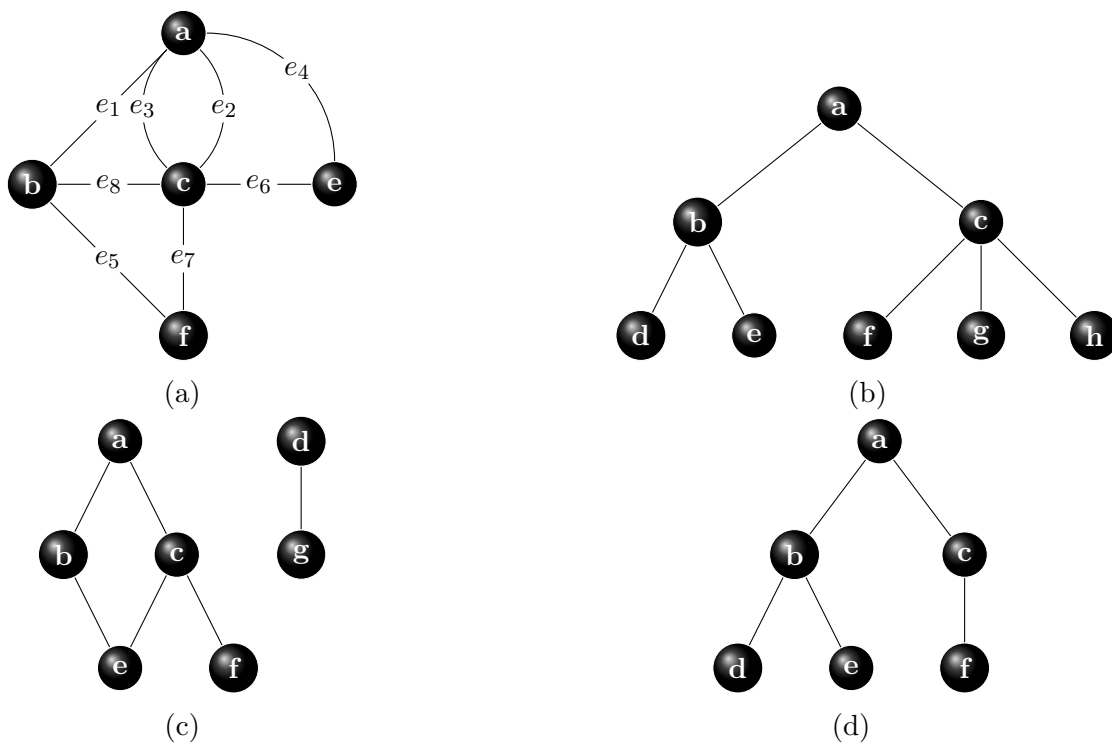 a
e₄
e₁ e₃ e₂
b e₈ c e₆ e
e₅ e₇
f
(a)
a
b c
d e f g h
(b)
a d
b c g
e f
(c)
a
b c
d e f
(d)